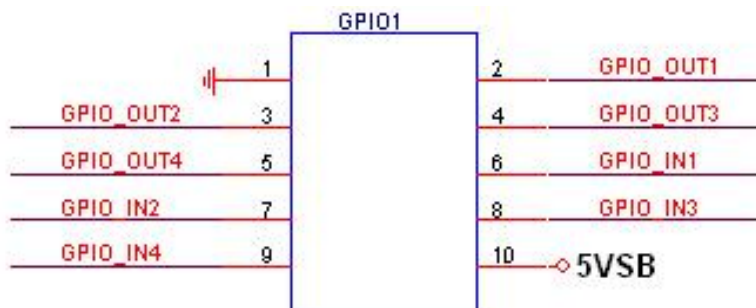 GPIO1
1 2 GPIO_OUT1
GPIO_OUT2 3 4 GPIO_OUT3
GPIO_OUT4 5 6 GPIO_IN1
GPIO_IN2 7 8 GPIO_IN3
GPIO_IN4 9 10 5VSB